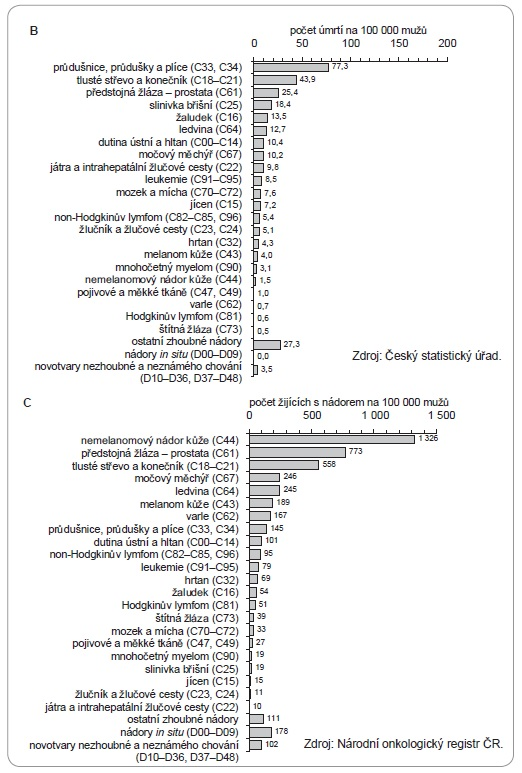 B
počet úmrtí na 100 000 mužů
0 50 100 150 200
průdušnice, průdušky a plíce (C33, C34) 77,3
tlusté střevo a konečník (C18–C21) 43,9
předstojná žláza – prostata (C61) 25,4
slinivka břišní (C25) 18,4
žaludek (C16) 13,5
ledvina (C64) 12,7
dutina ústní a hltan (C00–C14) 10,4
močový měchýř (C67) 10,2
játra a intrahepatální žlučové cesty (C22) 9,8
leukemie (C91–C95) 8,5
mozek a mícha (C70–C72) 7,6
jícen (C15) 7,2
non-Hodgkinův lymfom (C82–C85, C96) 5,4
žlučník a žlučové cesty (C23, C24) 5,1
hrtan (C32) 4,3
melanom kůže (C43) 4,0
mnohočetný myelom (C90) 3,1
nemelanomový nádor kůže (C44) 1,5
pojivové a měkké tkáně (C47, C49) 1,0
varle (C62) 0,7
Hodgkinův lymfom (C81) 0,6
štítná žláza (C73) 0,5
ostatní zhoubné nádory 27,3
nádory in situ (D00–D09) 0,0
novotvary nezhoubné a neznámého chování 3,5
(D10–D36, D37–D48)
Zdroj: Český statistický úřad.
C
počet žijících s nádorem na 100 000 mužů
0 500 1 000 1 500
nemelanomový nádor kůže (C44) 1 326
předstojná žláza – prostata (C61) 773
tlusté střevo a konečník (C18–C21) 558
močový měchýř (C67) 246
ledvina (C64) 245
melanom kůže (C43) 189
varle (C62) 167
průdušnice, průdušky a plíce (C33, C34) 145
dutina ústní a hltan (C00–C14) 101
non-Hodgkinův lymfom (C82–C85, C96) 95
leukemie (C91–C95) 79
hrtan (C32) 69
žaludek (C16) 54
Hodgkinův lymfom (C81) 51
štítná žláza (C73) 39
mozek a mícha (C70–C72) 33
pojivové a měkké tkáně (C47, C49) 27
mnohočetný myelom (C90) 19
slinivka břišní (C25) 19
jícen (C15) 15
žlučník a žlučové cesty (C23, C24) 11
játra a intrahepatální žlučové cesty (C22) 10
ostatní zhoubné nádory 111
nádory in situ (D00–D09) 178
novotvary nezhoubné a neznámého chování 102
(D10–D36, D37–D48)
Zdroj: Národní onkologický registr ČR.